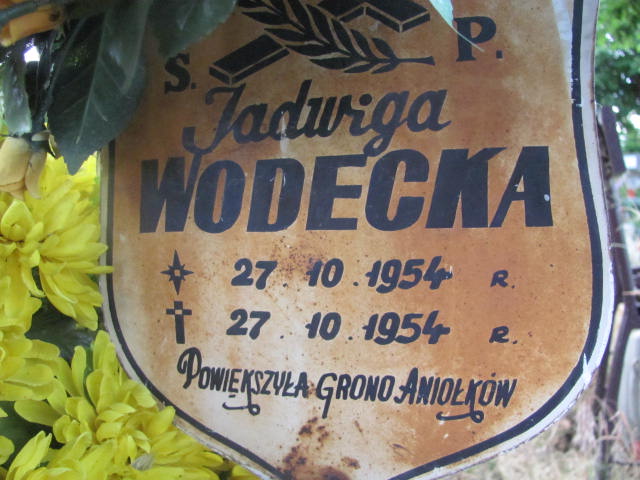 S. P.
Jadwiga
WODECKA
27. 10. 1954 R.
27. 10. 1954 R.
POWIĘKSZYŁA GRONO ANIOŁKÓW